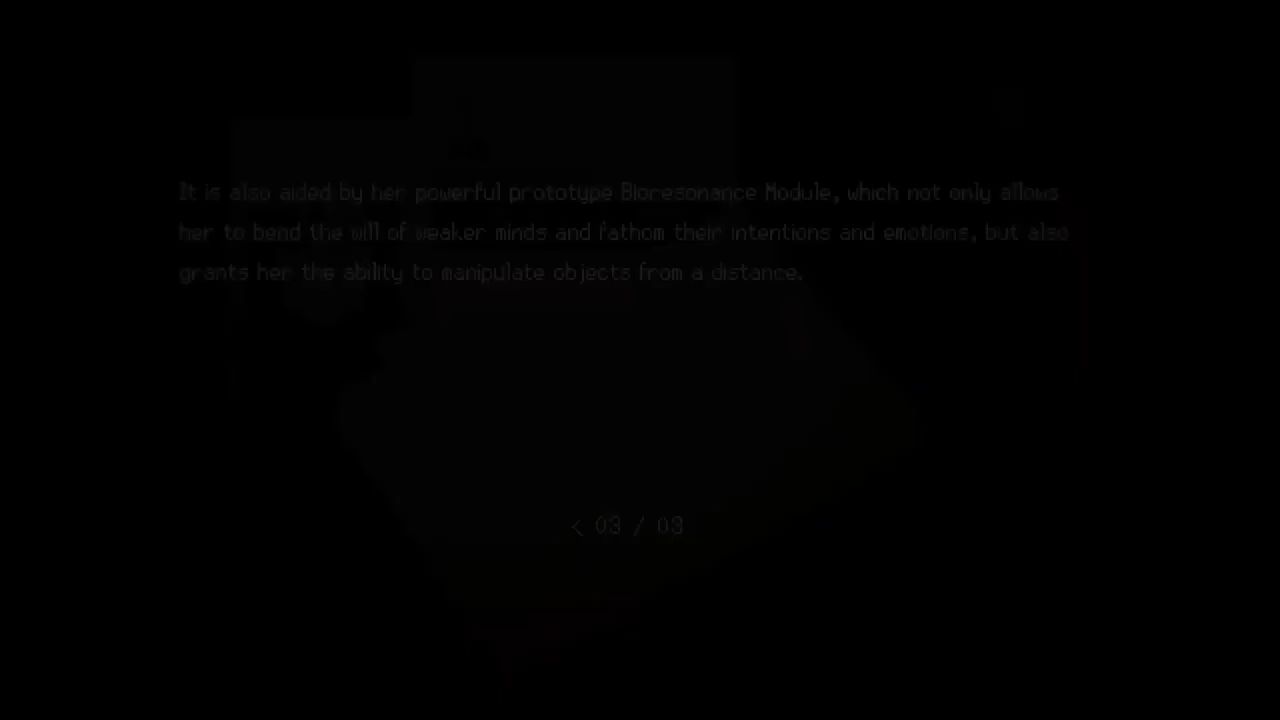 It is also aided by her powerful prototype Bioresonance Module, which not only allows
her to bend the will of weaker minds and fathom their intentions and emotions, but also
grants her the ability to manipulate objects from a distance.
< 03 / 03